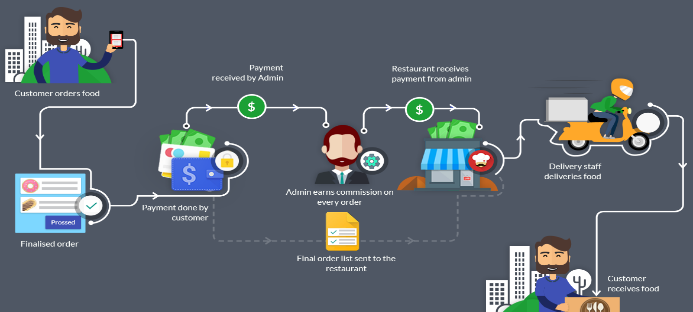 Customer orders food
Payment
received by Admin
Restaurant receives
payment from admin
Delivery staff
deliveries food
Payment done by
customer
Admin earns commission on
every order
Prossed
Finalised order
Final order list sent to the
restaurant
Customer
receives food